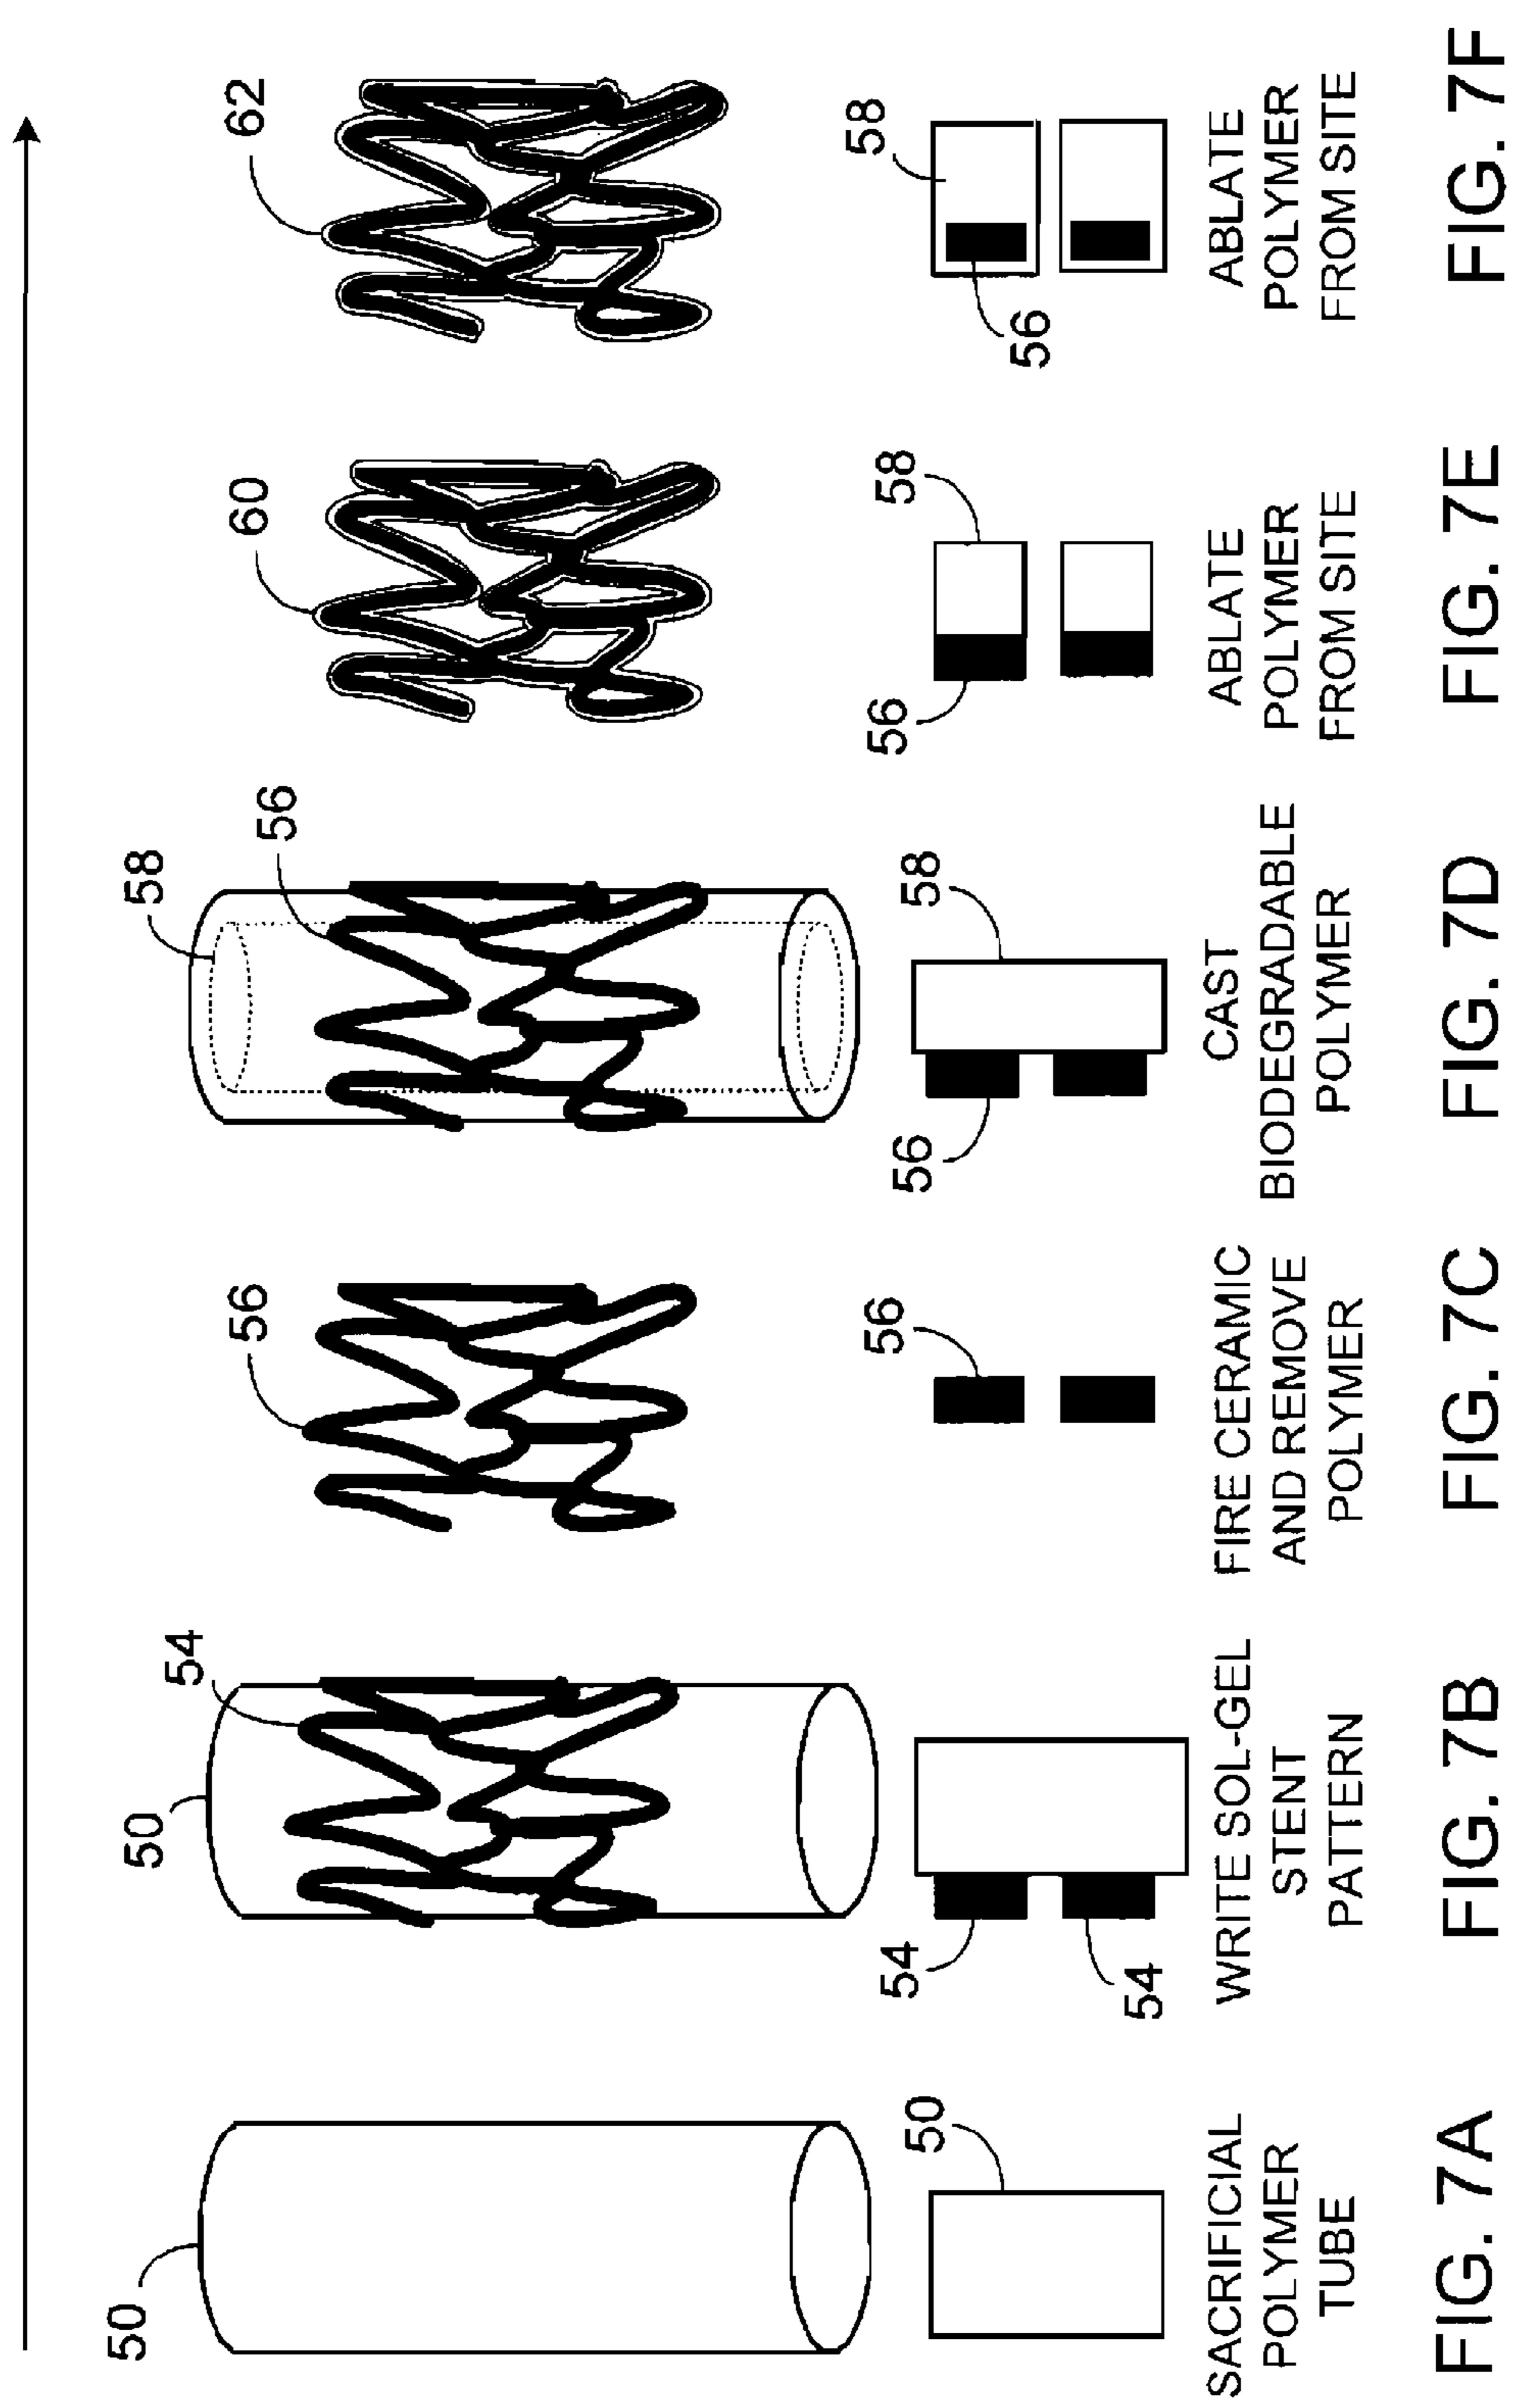 50
50
SACRIFICIAL
POLYMER
TUBE
FIG. 7A
50
54
54
54
WRITE SOL-GEL
STENT
PATTERN
FIG. 7B
56
56
FIRE CERAMIC
AND REMOVE
POLYMER
FIG. 7C
58
56
58
56
CAST
BIODEGRADABLE
POLYMER
FIG. 7D
60
58
56
ABLATE
POLYMER
FROM SITE
FIG. 7E
62
58
56
ABLATE
POLYMER
FROM SITE
FIG. 7F